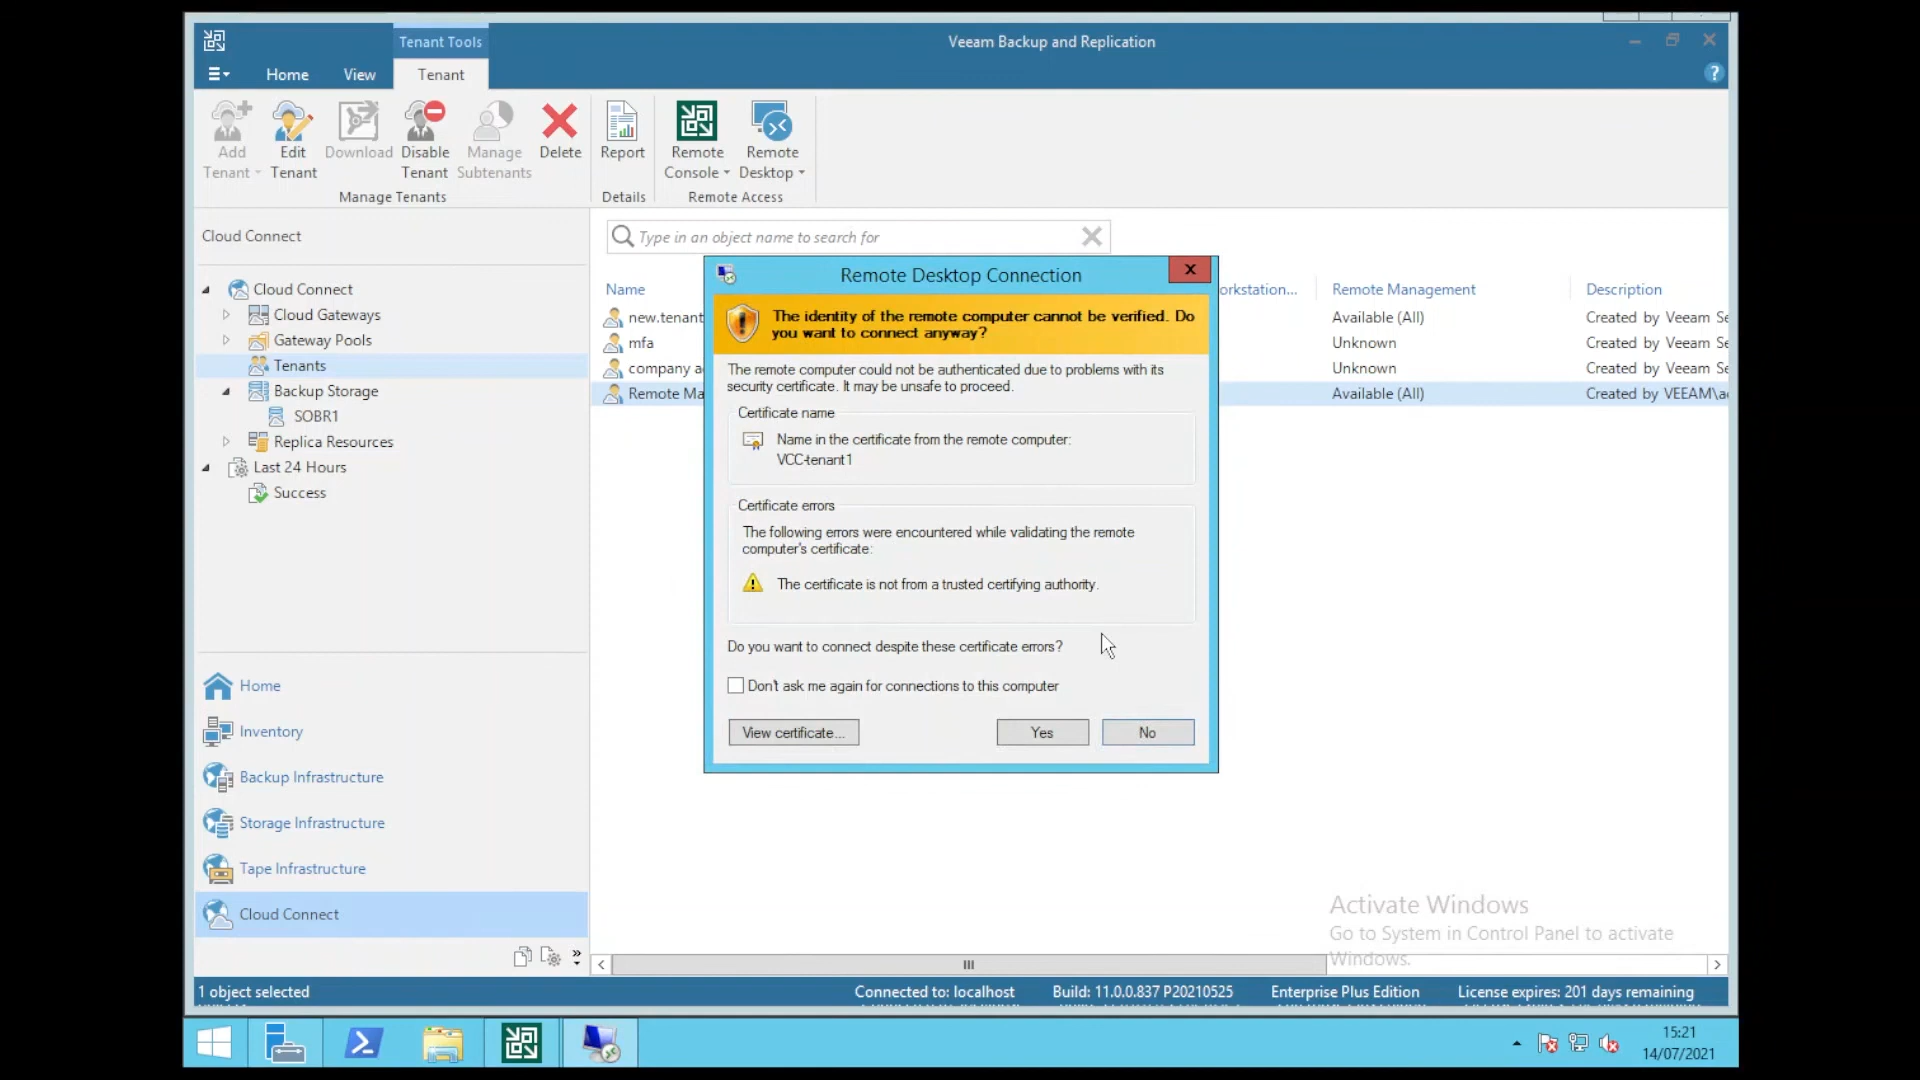 Tenant Tools
Veeam Backup and Replication
Home
View
Tenant
?
Add
Tenant
Edit
Tenant
Download
Disable
Tenant
Manage
Subtenants
Delete
Report
Remote
Console
Remote
Desktop
Manage Tenants
Details
Remote Access
Cloud Connect
Type in an object name to search for
Cloud Connect
Cloud Gateways
Gateway Pools
Tenants
Backup Storage
SOBR1
Replica Resources
Last 24 Hours
Success
Name
orkstation...
Remote Management
Description
new.tenant
Available (All)
Created by Veeam Se
mfa
Unknown
Created by Veeam Se
company a
Unknown
Created by Veeam Se
Remote Ma
Available (All)
Created by VEEAM\a
Remote Desktop Connection
x
The identity of the remote computer cannot be verified. Do
you want to connect anyway?
The remote computer could not be authenticated due to problems with its
security certificate. It may be unsafe to proceed.
Certificate name
Name in the certificate from the remote computer:
VCC-tenant1
Certificate errors
The following errors were encountered while validating the remote
computer's certificate:
The certificate is not from a trusted certifying authority.
Do you want to connect despite these certificate errors?
Don't ask me again for connections to this computer
View certificate...
Yes
No
Home
Inventory
Backup Infrastructure
Storage Infrastructure
Tape Infrastructure
Cloud Connect
Activate Windows
Go to System in Control Panel to activate
Windows.
1 object selected
Connected to: localhost
Build: 11.0.0.837 P20210525
Enterprise Plus Edition
License expires: 201 days remaining
15:21
14/07/2021